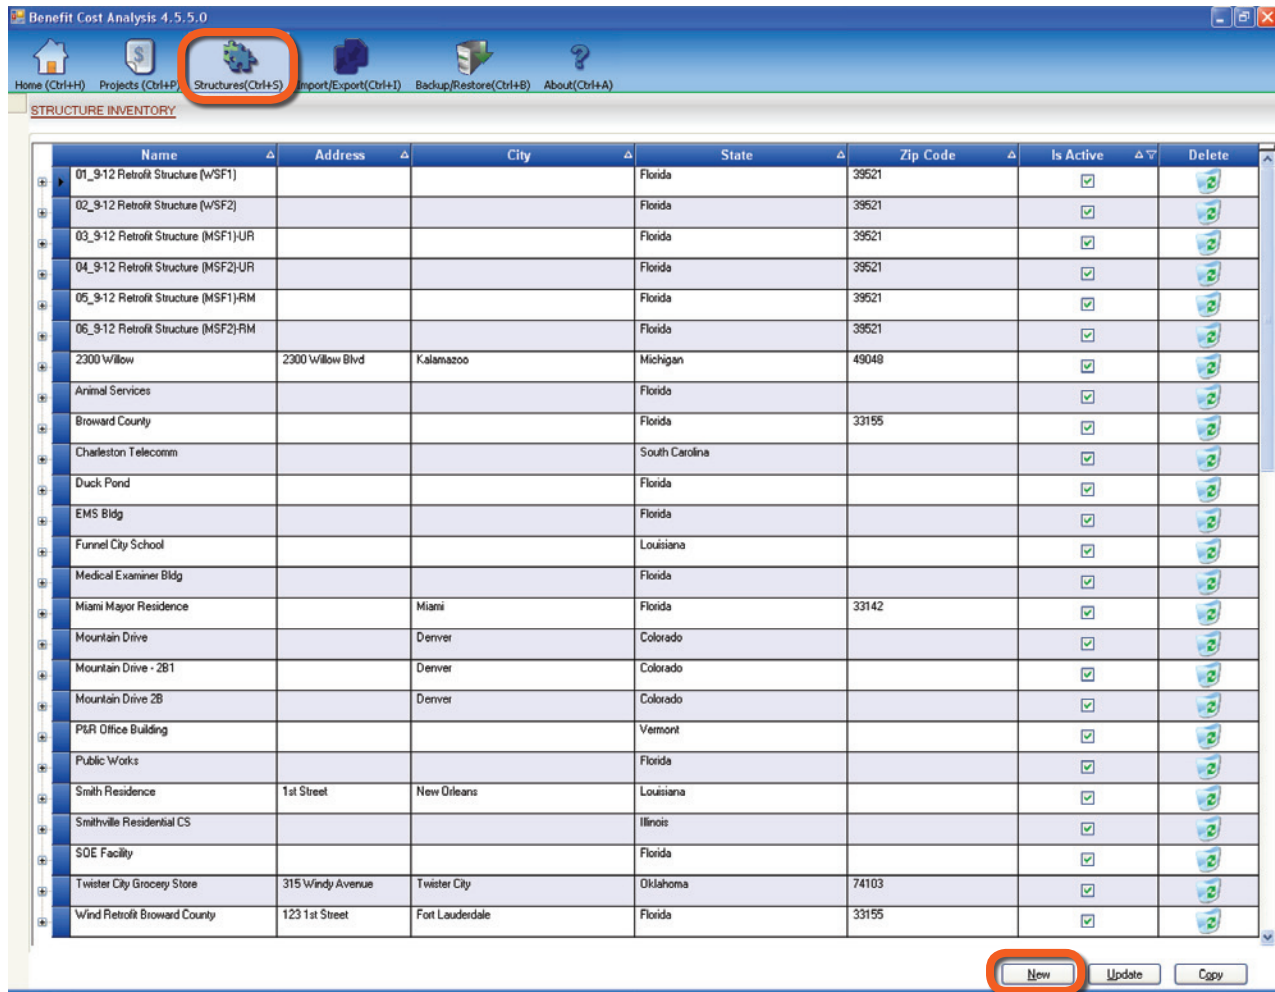 Benefit Cost Analysis 4.5.5.0
Home (Ctrl+H) Projects (Ctrl+P) Structures(Ctrl+S) Import/Export(Ctrl+I) Backup/Restore(Ctrl+B) About(Ctrl+A)
STRUCTURE INVENTORY
Name Address City State Zip Code Is Active Delete
01_9-12 Retrofit Structure (WSF1) Florida 39521
02_9-12 Retrofit Structure (WSF2) Florida 39521
03_9-12 Retrofit Structure (MSF1)-UR Florida 39521
04_9-12 Retrofit Structure (MSF2)-UR Florida 39521
05_9-12 Retrofit Structure (MSF1)-RM Florida 39521
06_9-12 Retrofit Structure (MSF2)-RM Florida 39521
2300 Willow 2300 Willow Blvd Kalamazoo Michigan 49048
Animal Services Florida
Broward County Florida 33155
Charleston Telecomm South Carolina
Duck Pond Florida
EMS Bldg Florida
Funnel City School Louisiana
Medical Examiner Bldg Florida
Miami Mayor Residence Miami Florida 33142
Mountain Drive Denver Colorado
Mountain Drive - 2B1 Denver Colorado
Mountain Drive 2B Denver Colorado
P&R Office Building Vermont
Public Works Florida
Smith Residence 1st Street New Orleans Louisiana
Smithville Residential CS Illinois
SOE Facility Florida
Twister City Grocery Store 315 Windy Avenue Twister City Oklahoma 74103
Wind Retrofit Broward County 123 1st Street Fort Lauderdale Florida 33155
New Update Copy